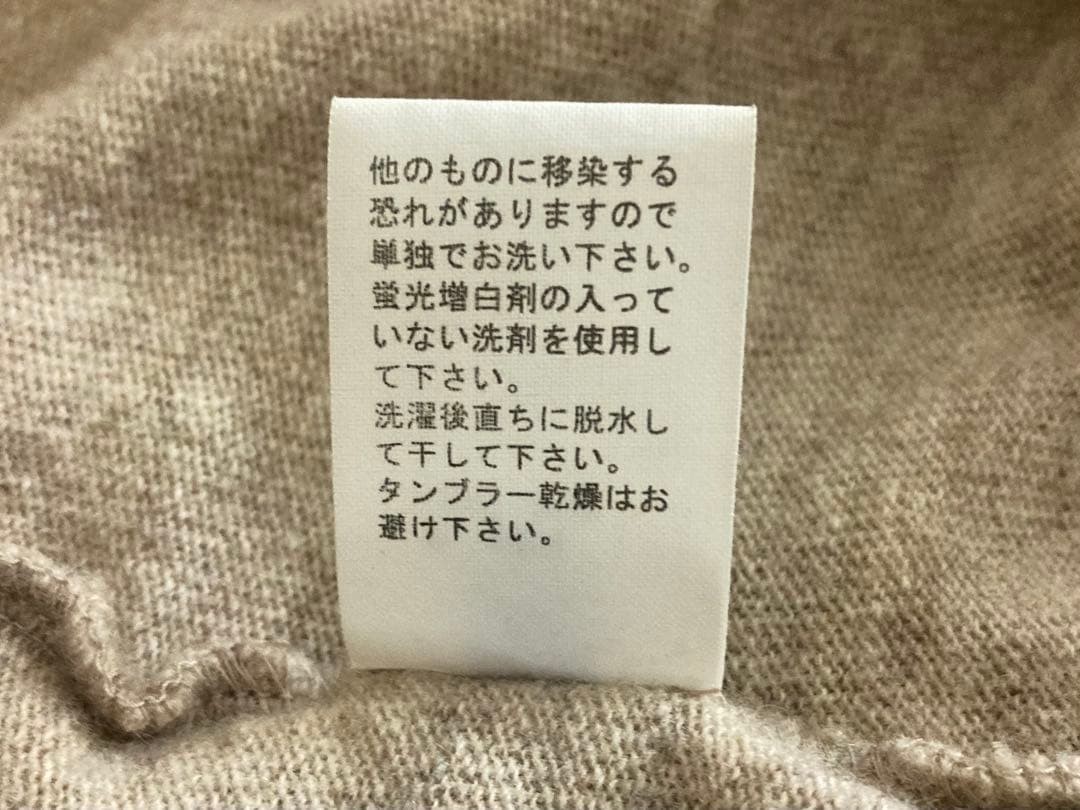 他のものに移染する
恐れがありますので
単独でお洗い下さい。
蛍光増白剤の入って
いない洗剤を使用し
て下さい。
洗濯後直ちに脱水し
て干して下さい。
タンブラー乾燥はお
避け下さい。